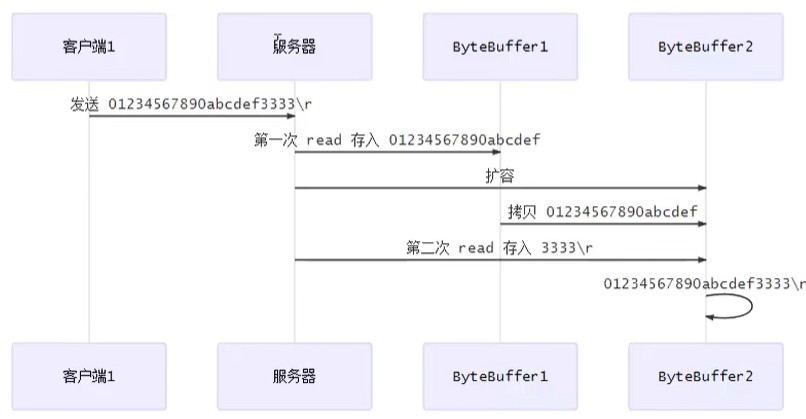 客户端1
服务器
ByteBuffer1
ByteBuffer2
发送 01234567890abcdef3333\r
第一次 read 存入 01234567890abcdef
扩容
拷贝 01234567890abcdef
第二次 read 存入 3333\r
01234567890abcdef3333\r
客户端1
服务器
ByteBuffer1
ByteBuffer2